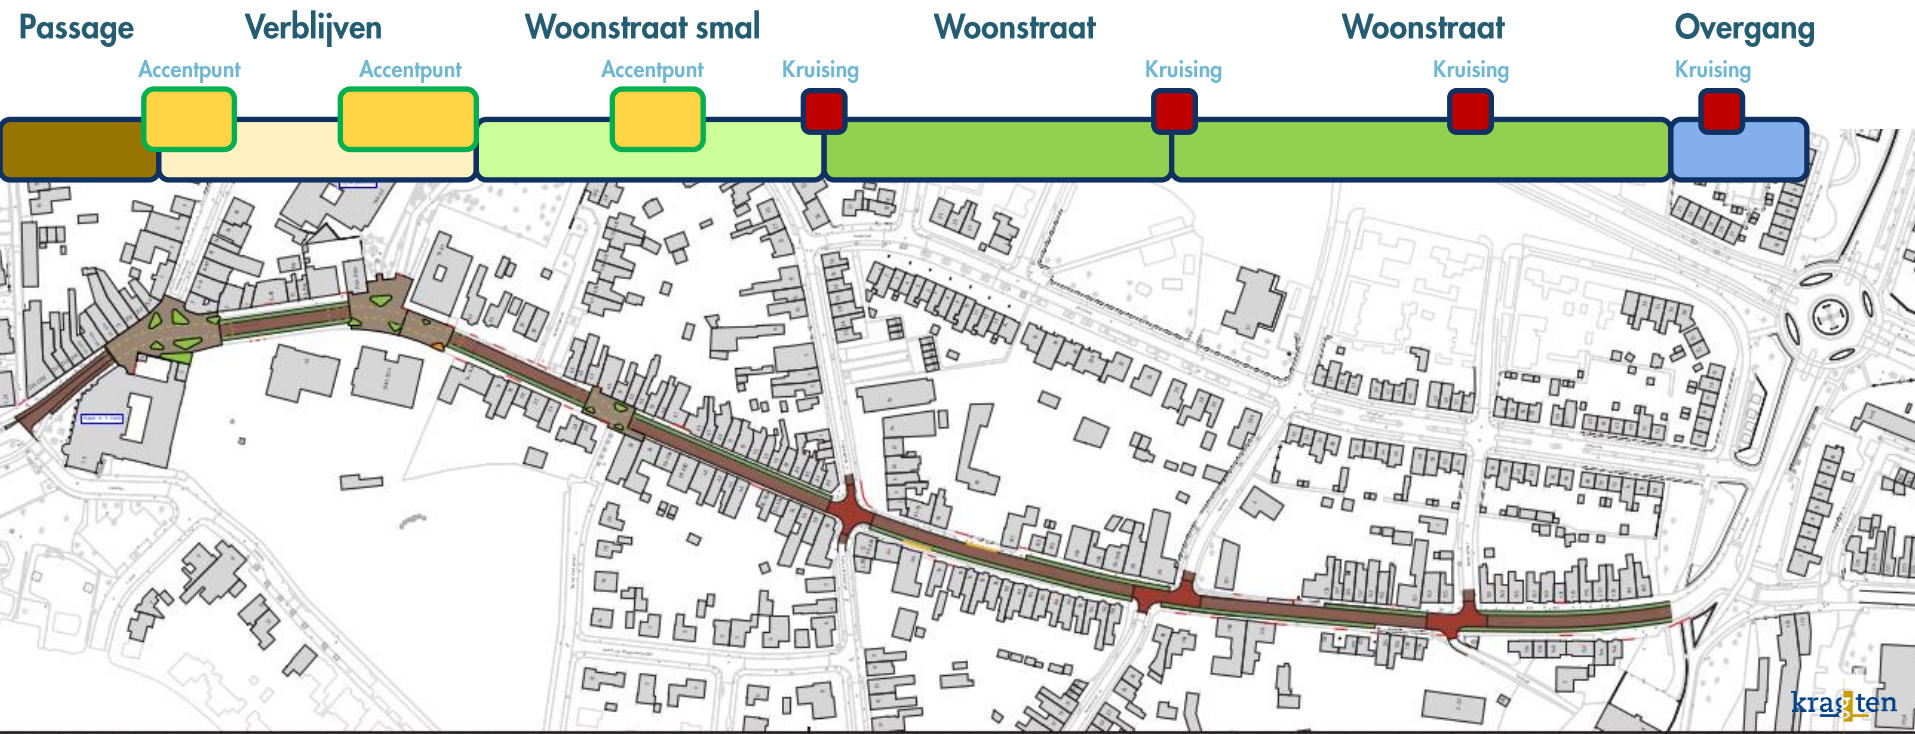 Passage
Verblijven
Woonstraat smal
Woonstraat
Woonstraat
Overgang
Accentpunt
Accentpunt
Accentpunt
Kruising
Kruising
Kruising
Kruising
kragten